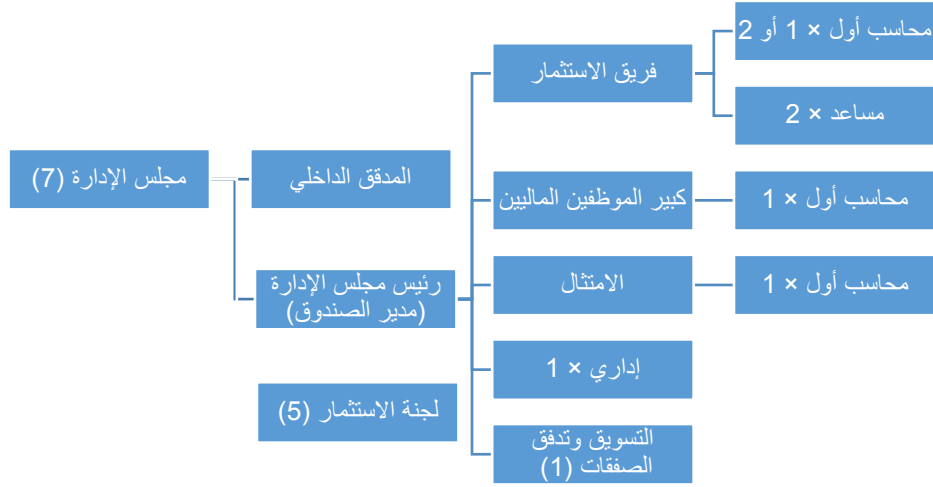 مجلس الإدارة (7)
المدقق الداخلي
رئيس مجلس الإدارة
(مدير الصندوق)
لجنة الاستثمار (5)
فريق الاستثمار
محاسب أول × 1 أو 2
مساعد × 2
كبير الموظفين الماليين
محاسب أول × 1
الامتثال
محاسب أول × 1
إداري × 1
التسويق وتدفق
الصفقات (1)